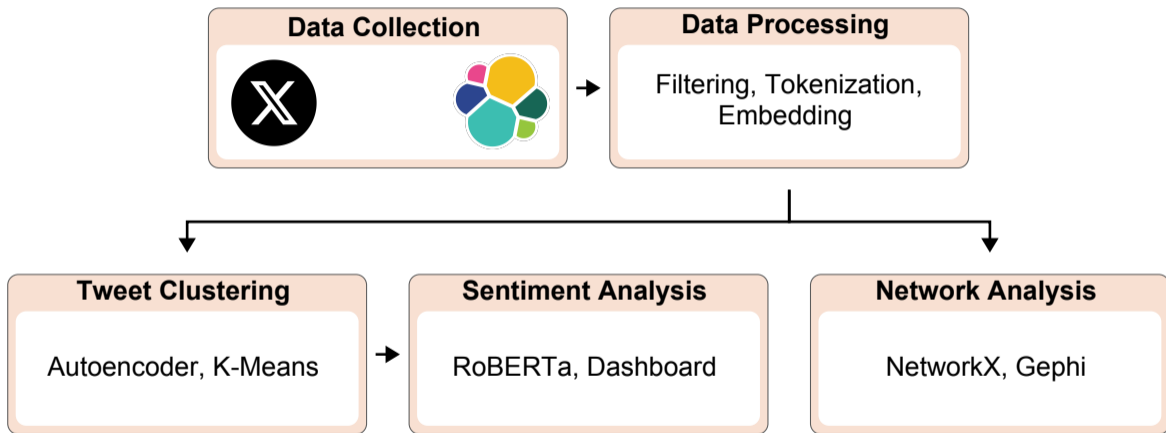 Data Collection
Data Processing
Filtering, Tokenization,
Embedding
Tweet Clustering
Autoencoder, K-Means
Sentiment Analysis
RoBERTa, Dashboard
Network Analysis
NetworkX, Gephi